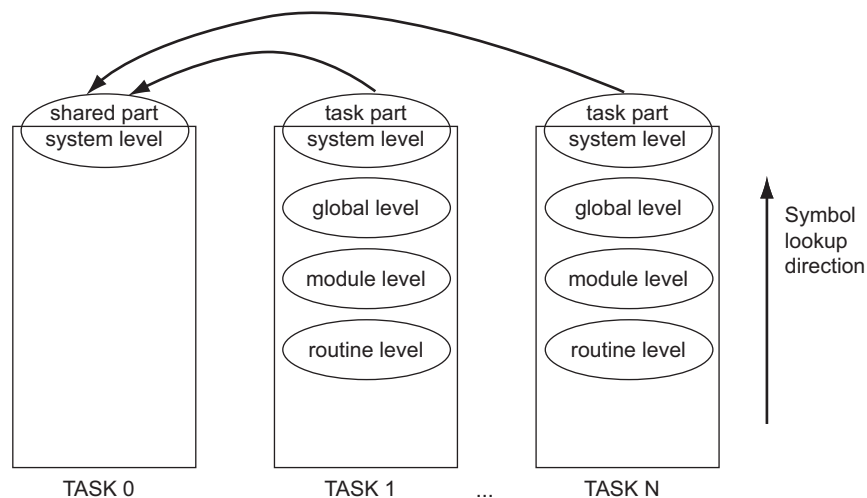 shared part
system level
TASK 0
task part
system level
global level
module level
routine level
TASK 1
...
task part
system level
global level
module level
routine level
TASK N
Symbol
lookup
direction